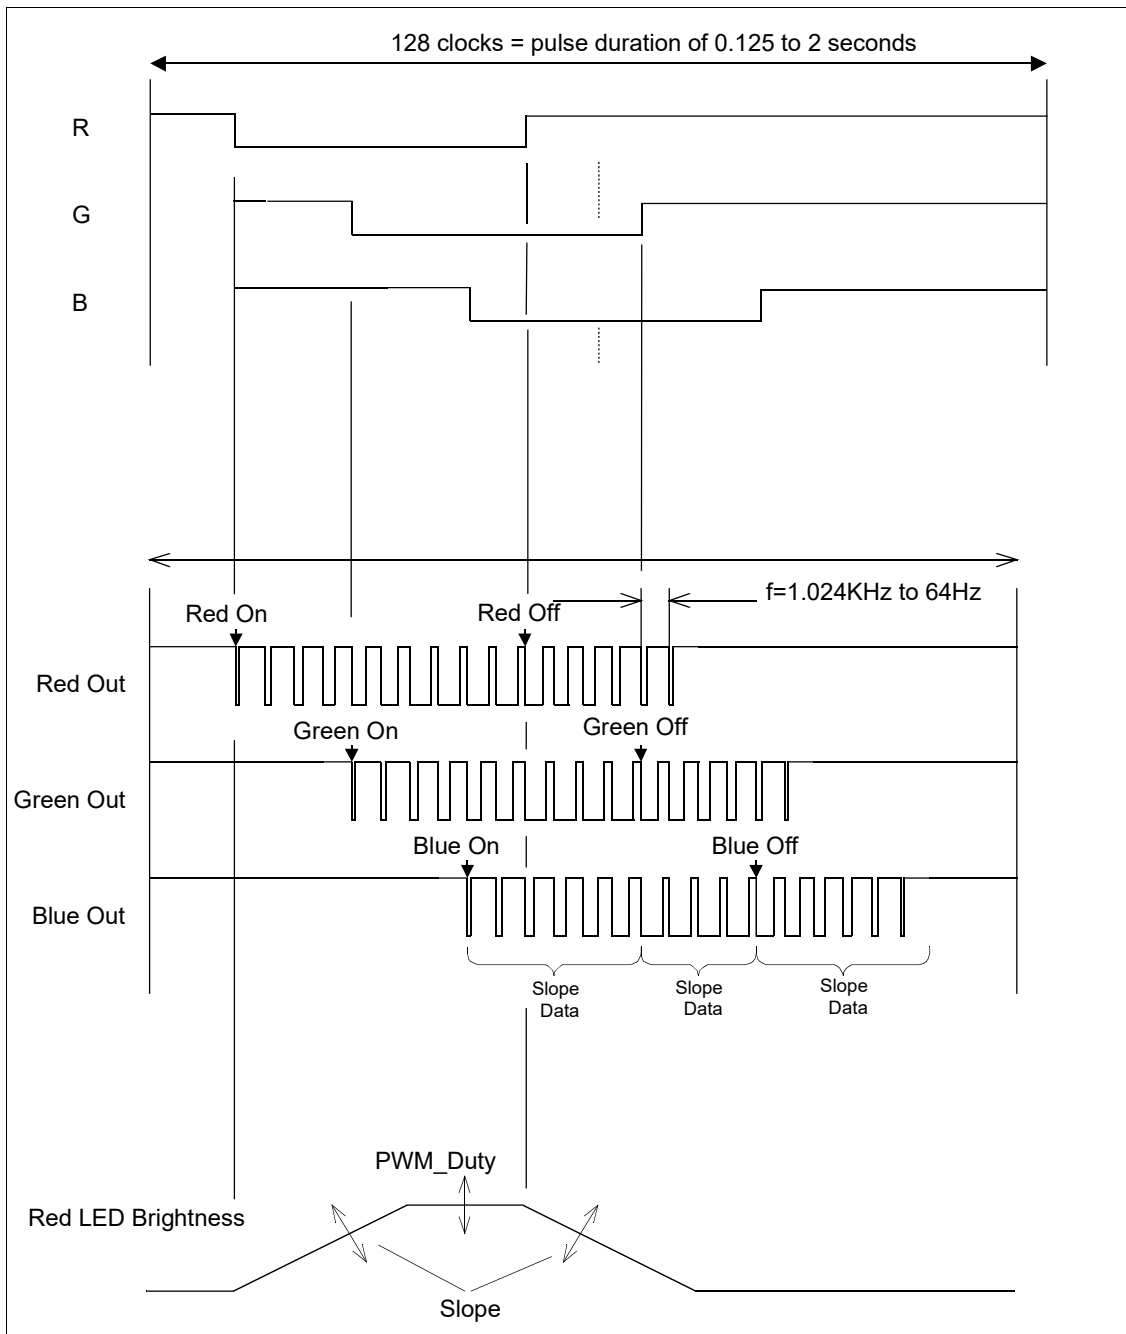 128 clocks = pulse duration of 0.125 to 2 seconds
R
G
B
f=1.024KHz to 64Hz
Red On
Red Off
Red Out
Green On
Green Off
Green Out
Blue On
Blue Off
Blue Out
Slope
Data
Slope
Data
Slope
Data
PWM_Duty
Red LED Brightness
Slope